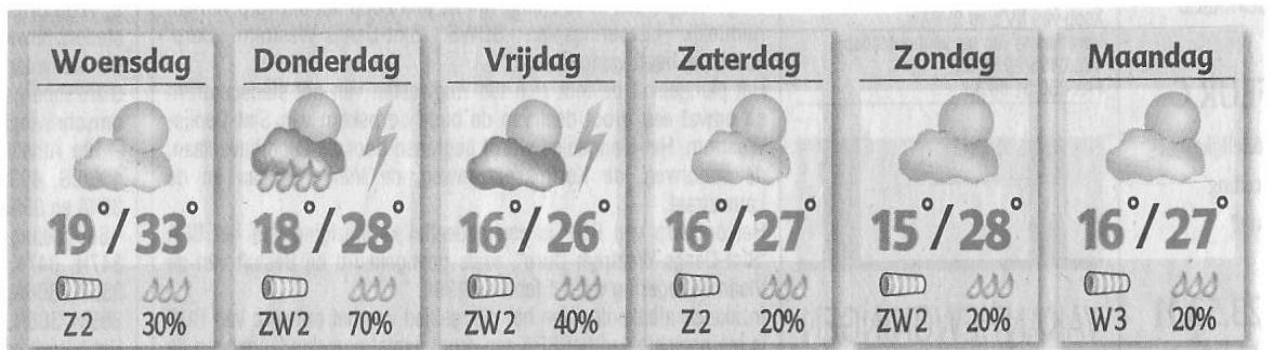 Woensdag
19°/33°
Z2 30%
Donderdag
18°/28°
ZW2 70%
Vrijdag
16°/26°
ZW2 40%
Zaterdag
16°/27°
Z2 20%
Zondag
15°/28°
ZW2 20%
Maandag
16°/27°
W3 20%